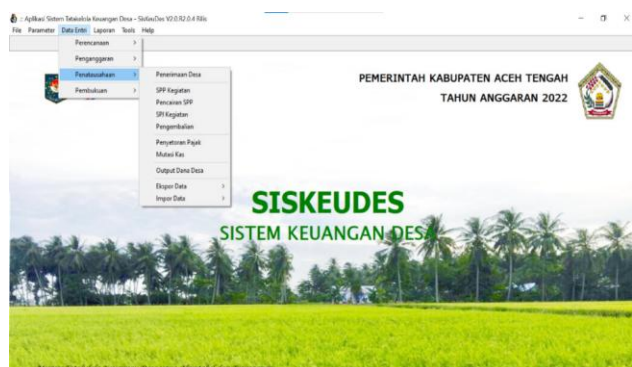 :: Aplikasi Sistem Tatakelola Keuangan Desa - SisKeuDes V2.0.R2.0.4 Rilis
File Parameter Data Entri Laporan Tools Help
Perencanaan
Penganggaran
Penatausahaan
Pembukuan
Penerimaan Desa
SPP Kegiatan
Pencairan SPP
SPJ Kegiatan
Pengembalian
Penyetoran Pajak
Mutasi Kas
Output Dana Desa
Ekspor Data
Impor Data
PEMERINTAH KABUPATEN ACEH TENGAH
TAHUN ANGGARAN 2022
SISKEUDES
SISTEM KEUANGAN DESA